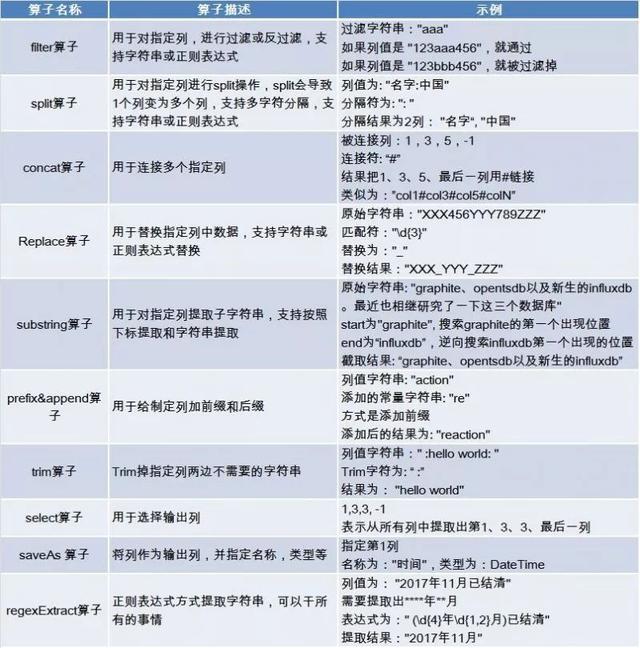 算子名称 算子描述 示例
filter算子 用于对指定列，进行过滤或反过滤，支持字符串或正则表达式 过滤字符串："aaa"
如果列值是 "123aaa456"，就通过
如果列值是 "123bbb456"，就被过滤掉
split算子 用于对指定列进行split操作，split会导致1个列变为多个列，支持多字符分隔，支持字符串或正则表达式 列值为: "名字:中国"
分隔符为: ": "
分隔结果为2列： "名字“, "中国"
concat算子 用于连接多个指定列 被连接列：1，3，5，-1
连接符: “#”
结果把1、3、5、最后一列用#链接
类似为：”col1#col3#col5#colN”
Replace算子 用于替换指定列中数据，支持字符串或正则表达式替换 原始字符串："XXX456YYY789ZZZ"
匹配符："\d{3}"
替换为："_"
替换结果："XXX_YYY_ZZZ"
substring算子 用于对指定列提取子字符串，支持按照下标提取和字符串提取 原始字符串: "graphite、opentsdb以及新生的influxdb
。最近也相继研究了一下这三个数据库"
start为"graphite", 搜索graphite的第一个出现位置
end为“influxdb”，逆向搜索influxdb第一个出现的位置
截取结果: “graphite、opentsdb以及新生的influxdb”
prefix&append算子 用于给制定列加前缀和后缀 列值字符串: "action"
添加的常量字符串: "re"
方式是添加前缀
添加后的结果为: "reaction"
trim算子 Trim掉指定列两边不需要的字符串 列值字符串：" :hello world: "
Trim字符为: “ :”
结果为： "hello world"
select算子 用于选择输出列 1,3,3, -1
表示从所有列中提取出第1、3、3、最后一列
saveAs 算子 将列作为输出列，并指定名称，类型等 指定第1列
名称为："时间"，类型为：DateTime
regexExtract算子 正则表达式方式提取字符串，可以干所有的事情 列值为： "2017年11月已结清"
需要提取出****年**月
表达式为：" (\d{4}年\d{1,2}月)已结清"
提取结果："2017年11月"